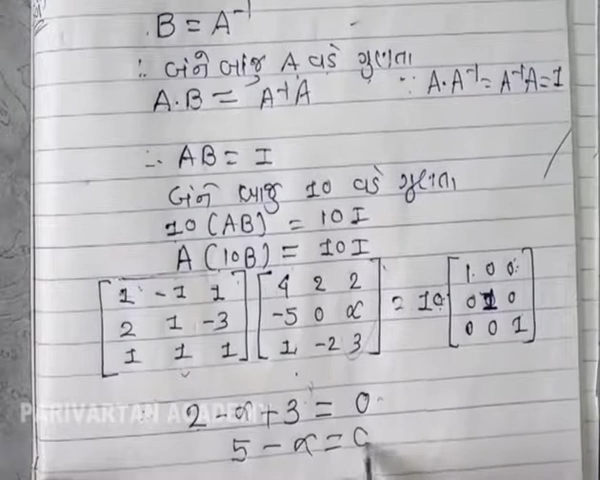 B = A⁻¹
∴ બંને બાજુ A વડે ગુણતા
A·B = A⁻¹A ∵ A·A⁻¹ = A⁻¹A = I
∴ AB = I
બંને બાજુ 10 વડે ગુણતા
10 (AB) = 10 I
A (10B) = 10 I
[1 -1 1] [4 2 2] = 10 [1 0 0]
[2 1 -3] [-5 0 α] [0 1 0]
[1 1 1] [1 -2 3] [0 0 1]
2 - α + 3 = 0
PARIVARTAN ACADEMY
5 - α = 0